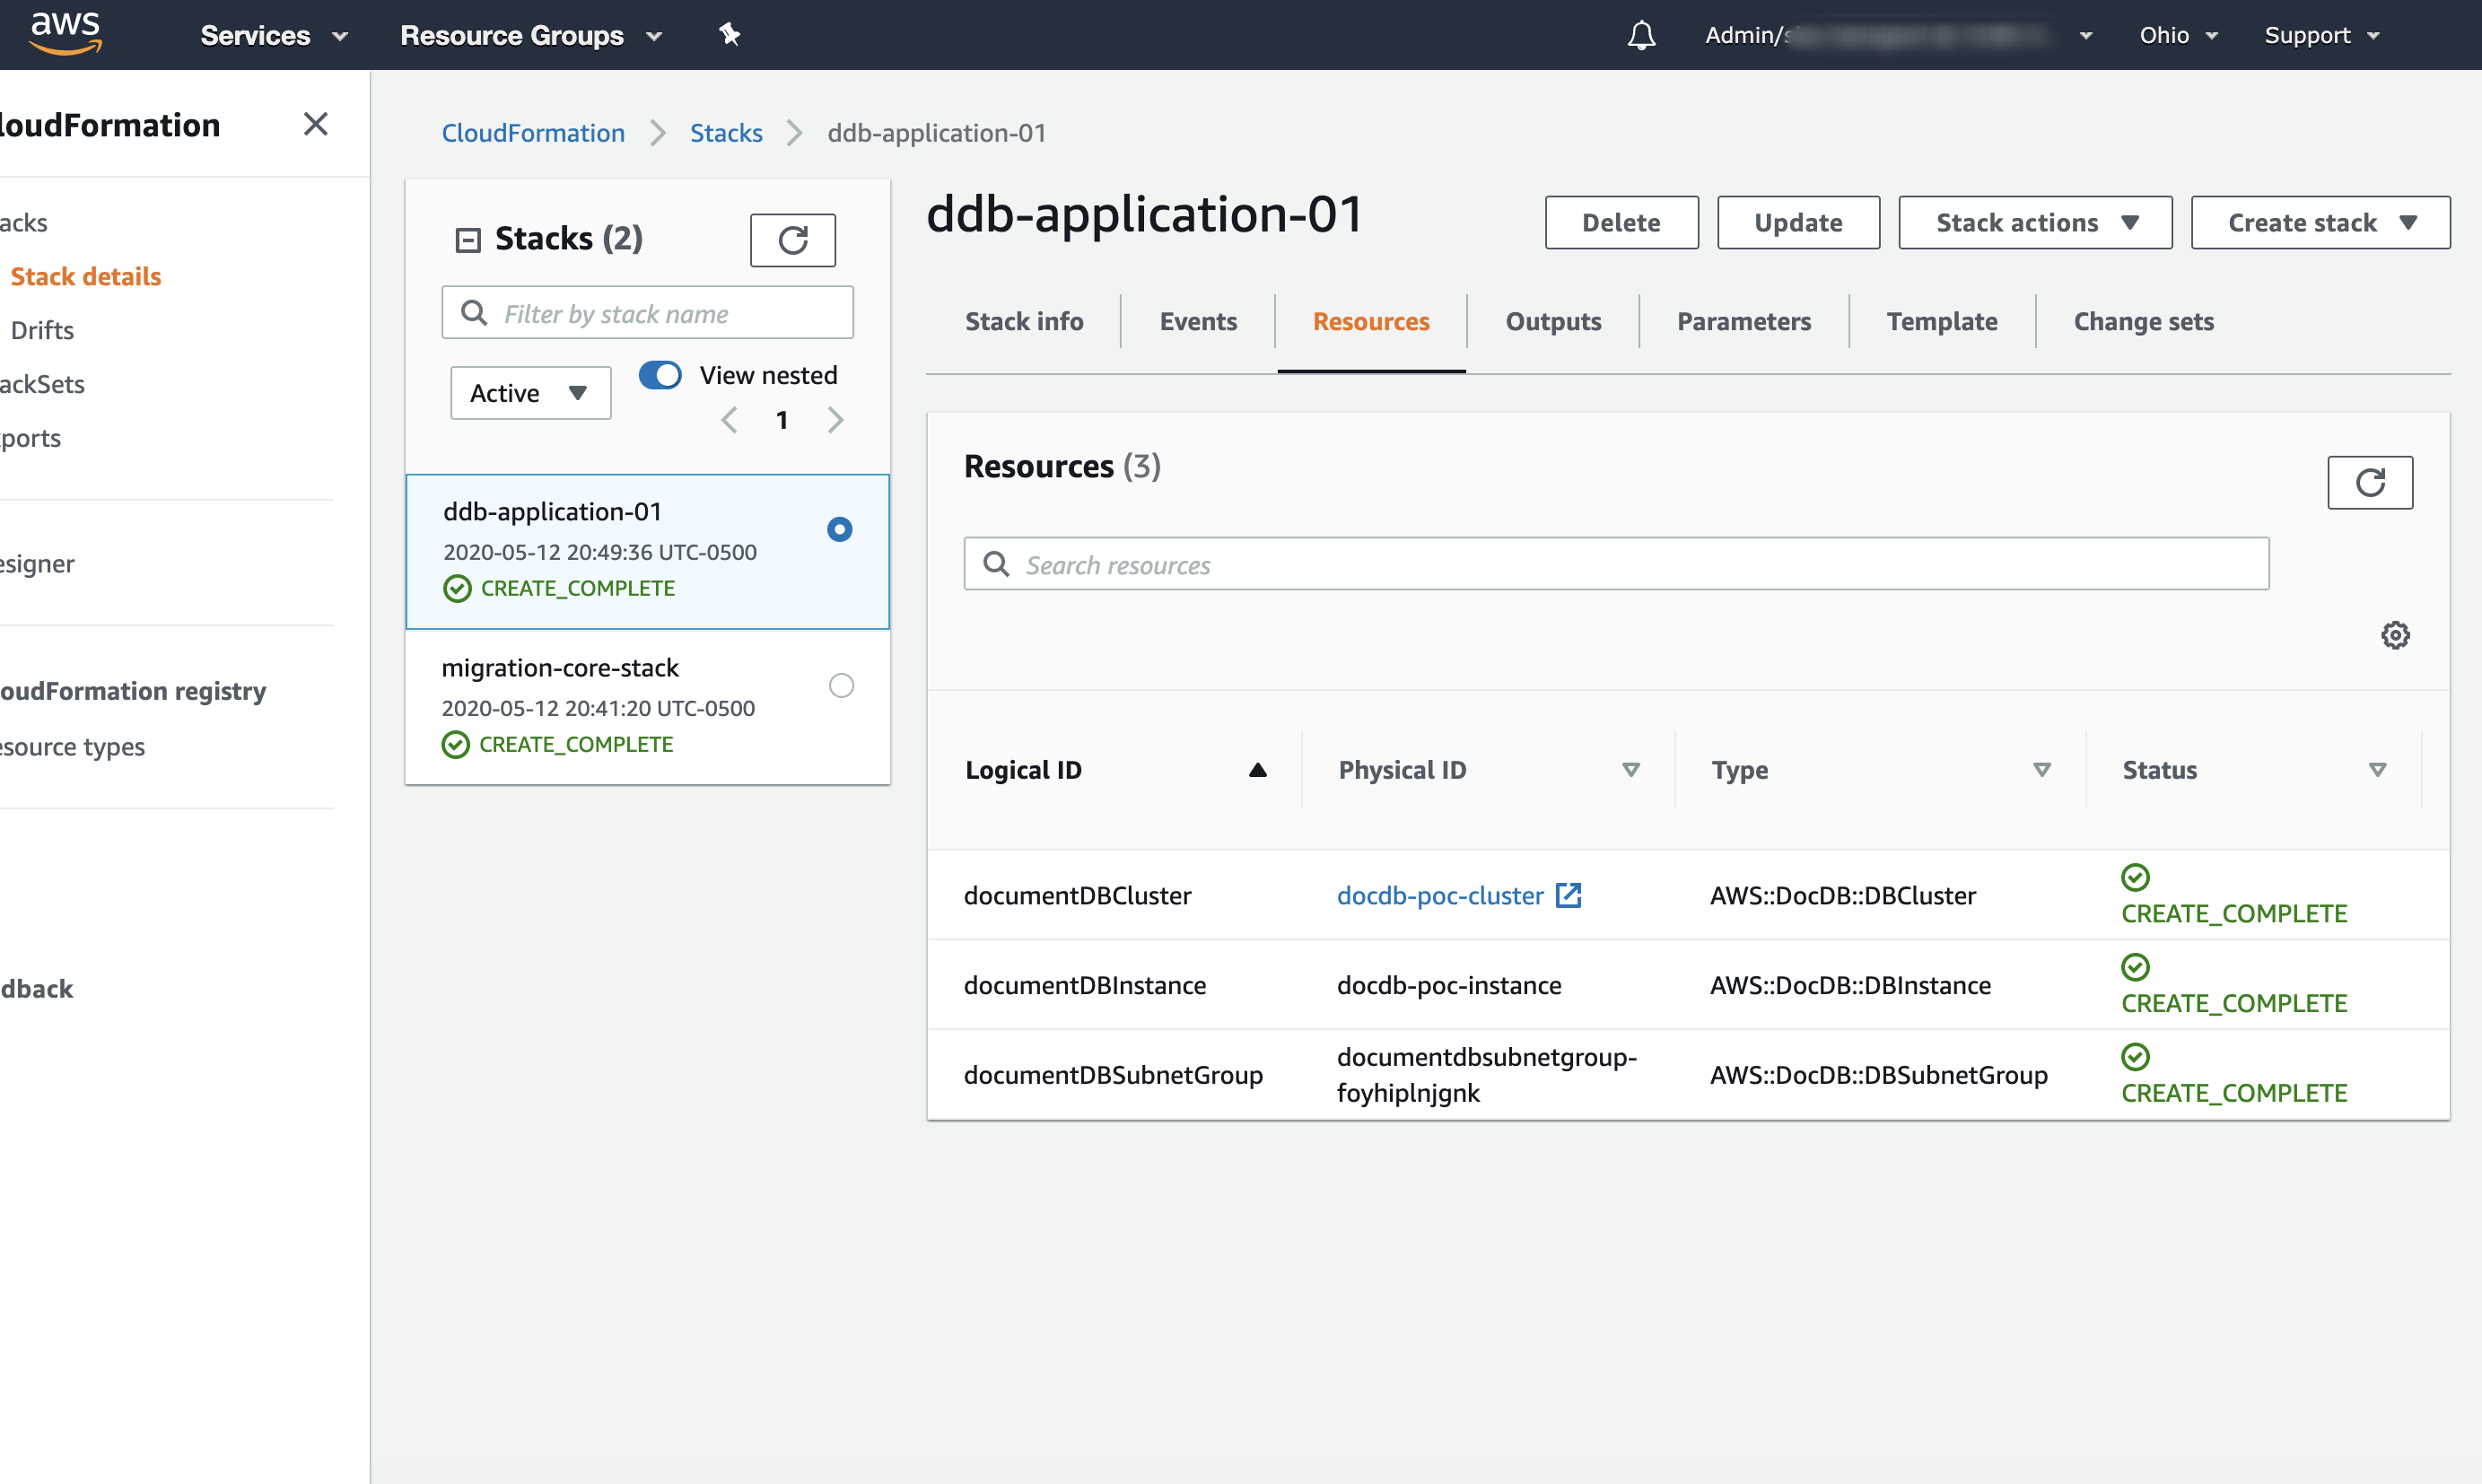 aws
Services
Resource Groups
Admin/
Ohio
Support
loudFormation
acks
Stack details
Drifts
ackSets
ports
esigner
oudFormation registry
esource types
dback
CloudFormation
Stacks
ddb-application-01
Stacks (2)
Filter by stack name
Active
View nested
1
ddb-application-01
2020-05-12 20:49:36 UTC-0500
CREATE_COMPLETE
migration-core-stack
2020-05-12 20:41:20 UTC-0500
CREATE_COMPLETE
ddb-application-01
Delete
Update
Stack actions
Create stack
Stack info
Events
Resources
Outputs
Parameters
Template
Change sets
Resources (3)
Search resources
Logical ID
Physical ID
Type
Status
documentDBCluster
docdb-poc-cluster
AWS::DocDB::DBCluster
CREATE_COMPLETE
documentDBInstance
docdb-poc-instance
AWS::DocDB::DBInstance
CREATE_COMPLETE
documentDBSubnetGroup
documentdbsubnetgroup-
foyhiplnjgnk
AWS::DocDB::DBSubnetGroup
CREATE_COMPLETE